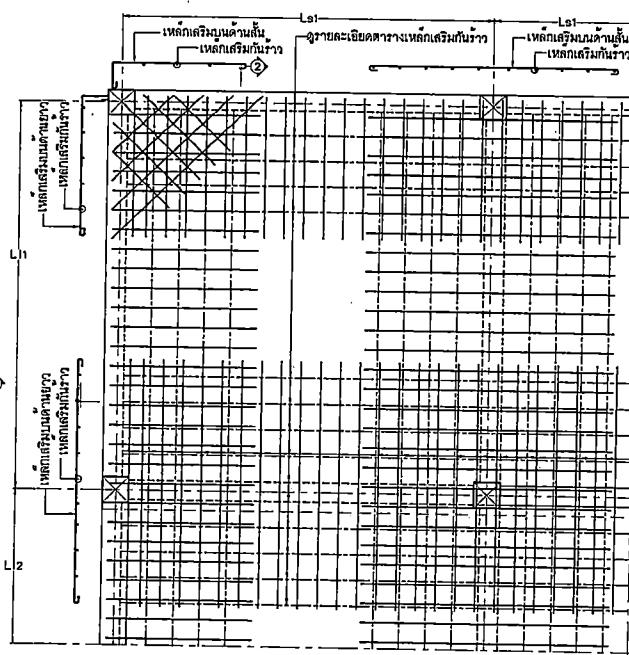 Ls1
Ls1
เหล็กเสริมบนด้านสั้น
เหล็กเสริมกันร้าว
ดูรายละเอียดตารางเหล็กเสริมกันร้าว
เหล็กเสริมบนด้านสั้น
เหล็กเสริมกันร้าว
2
เหล็กเสริมบนด้านยาว
เหล็กเสริมกันร้าว
Ll1
เหล็กเสริมบนด้านยาว
เหล็กเสริมกันร้าว
Ll2